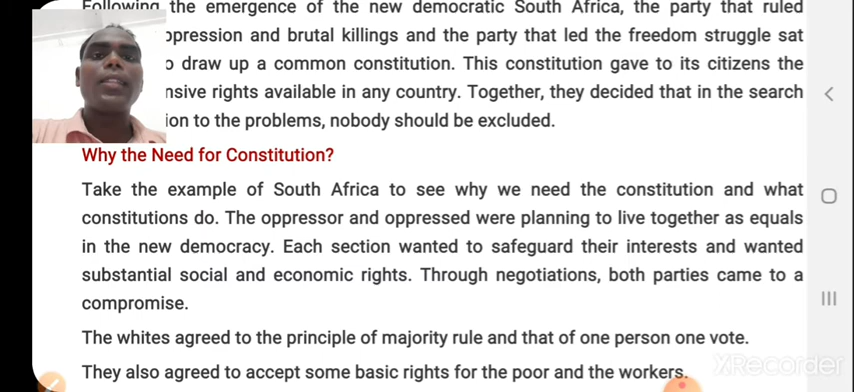 Following the emergence of the new democratic South Africa, the party that ruled
ppression and brutal killings and the party that led the freedom struggle sat
o draw up a common constitution. This constitution gave to its citizens the
nsive rights available in any country. Together, they decided that in the search
ion to the problems, nobody should be excluded.
Why the Need for Constitution?
Take the example of South Africa to see why we need the constitution and what
constitutions do. The oppressor and oppressed were planning to live together as equals
in the new democracy. Each section wanted to safeguard their interests and wanted
substantial social and economic rights. Through negotiations, both parties came to a
compromise.
The whites agreed to the principle of majority rule and that of one person one vote.
They also agreed to accept some basic rights for the poor and the workers.
XRecorder